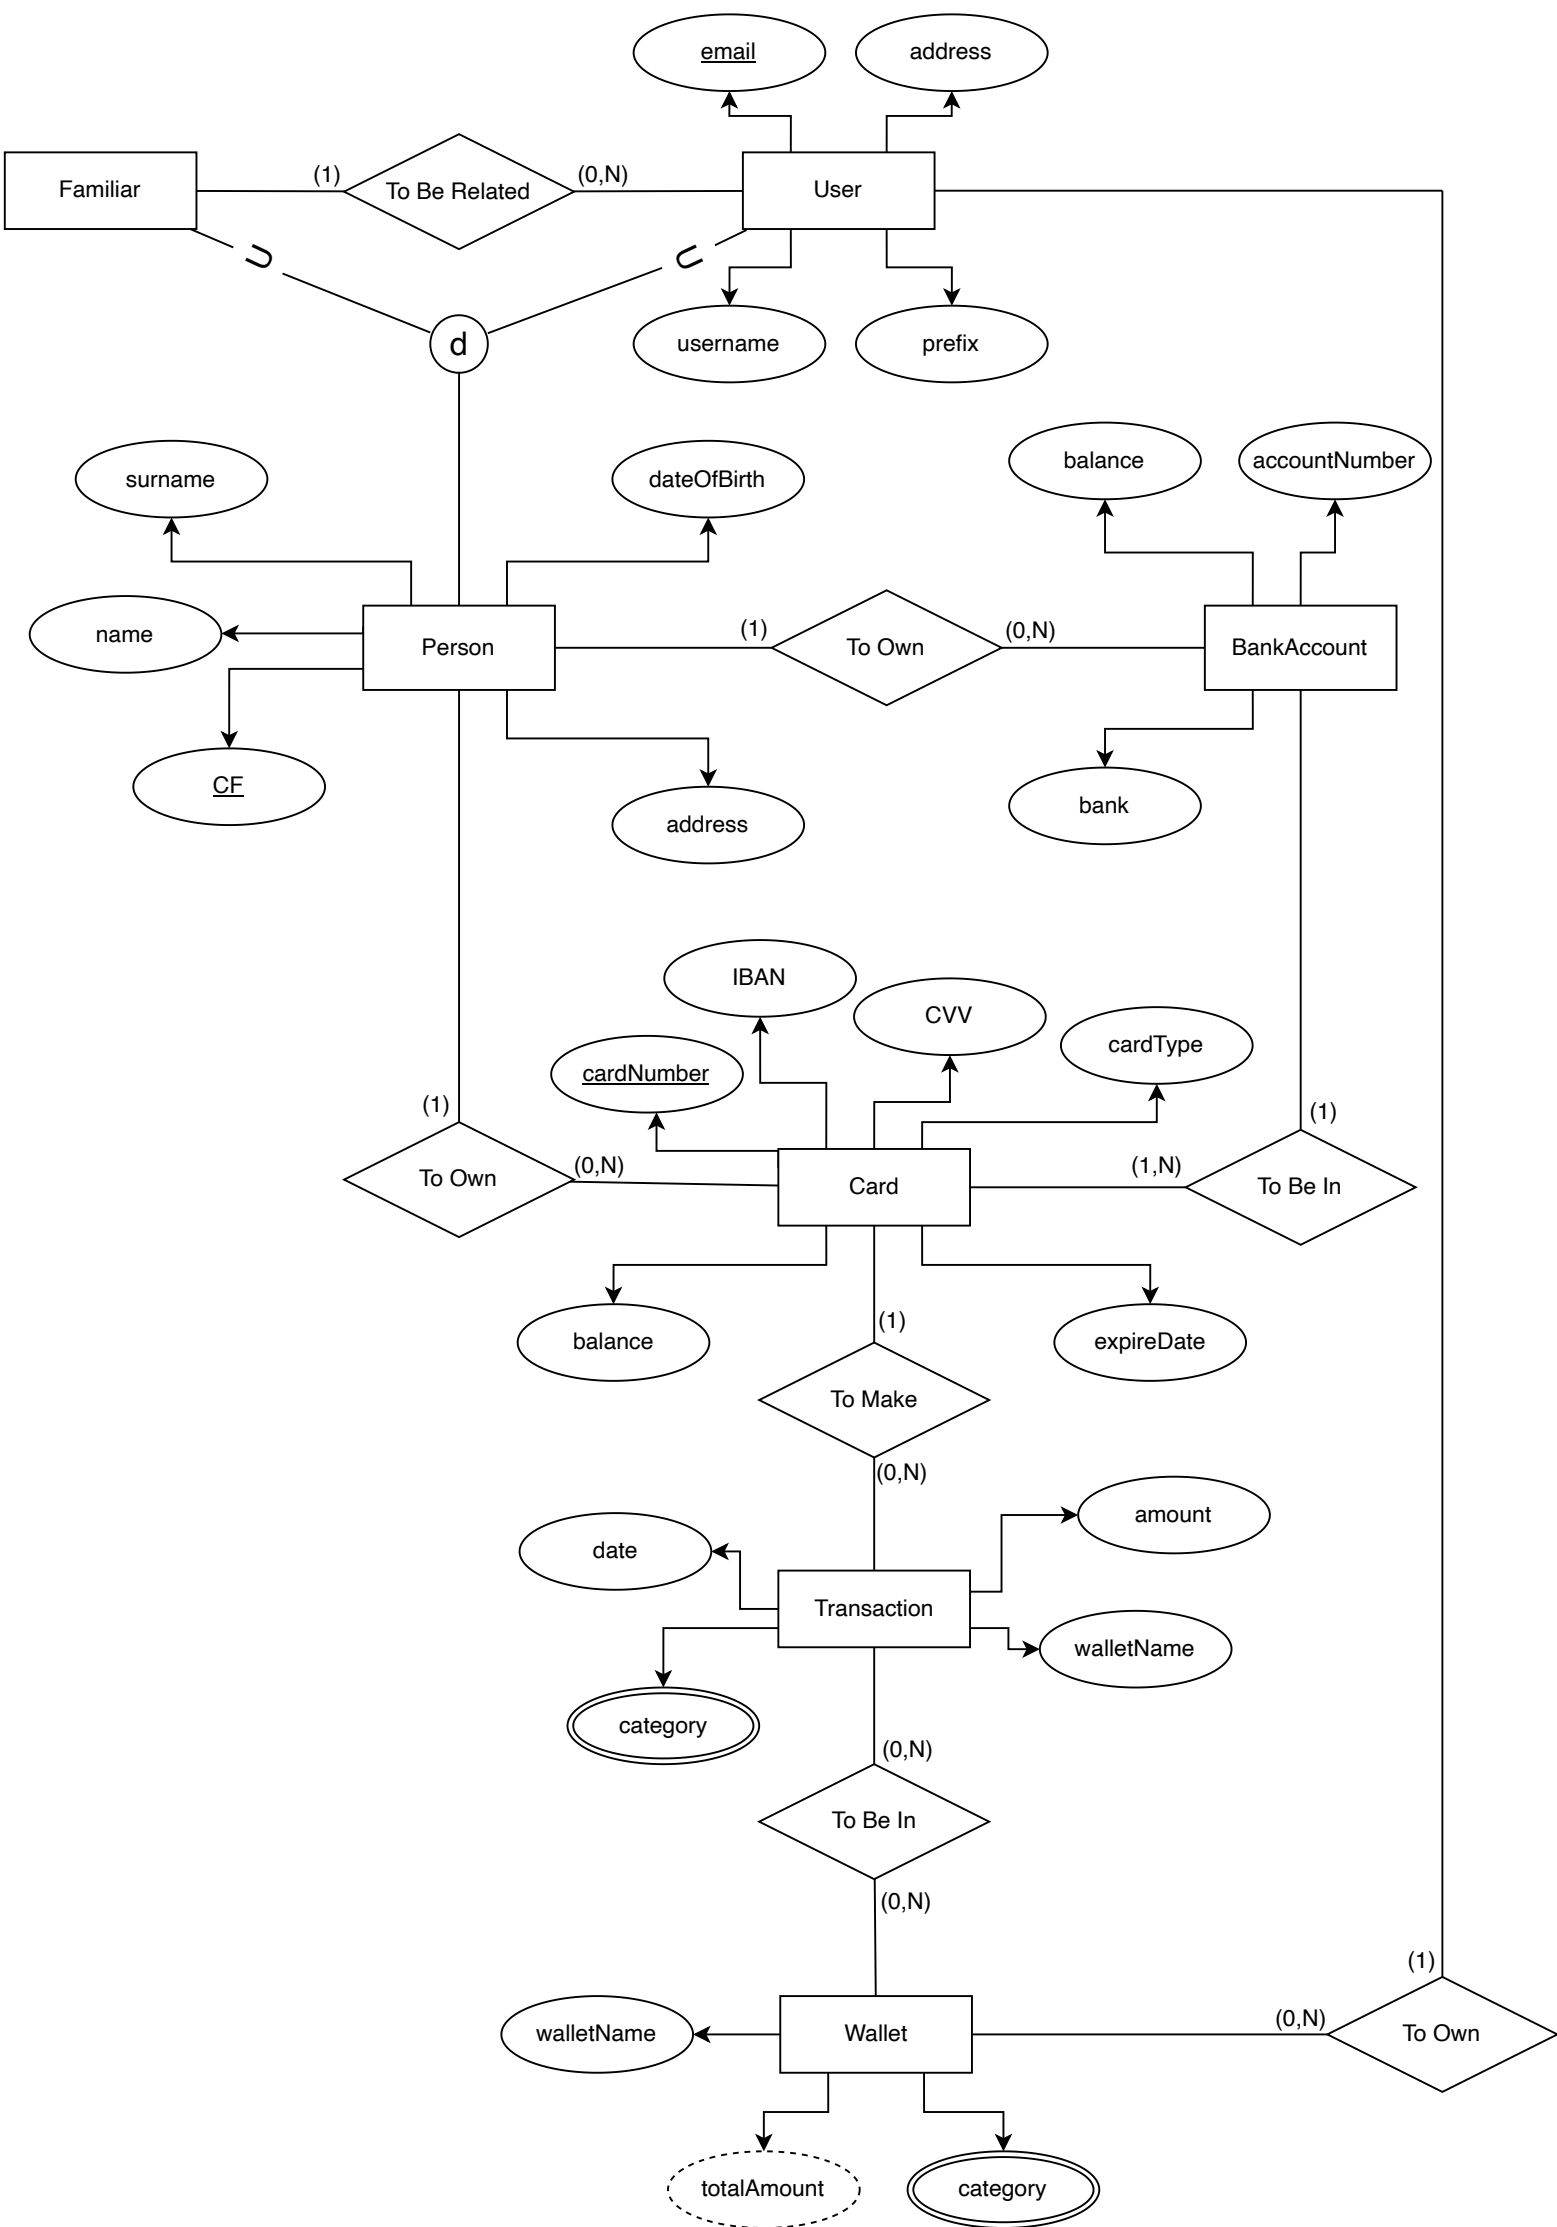 email
address
Familiar
(1)
To Be Related
(0,N)
User
username
prefix
d
surname
dateOfBirth
balance
accountNumber
name
Person
(1)
To Own
(0,N)
BankAccount
CF
address
bank
IBAN
CVV
cardType
cardNumber
(1)
(1)
To Own
(0,N)
Card
(1,N)
To Be In
balance
(1)
expireDate
To Make
(0,N)
amount
date
Transaction
walletName
category
(0,N)
To Be In
(0,N)
(1)
walletName
Wallet
(0,N)
To Own
totalAmount
category